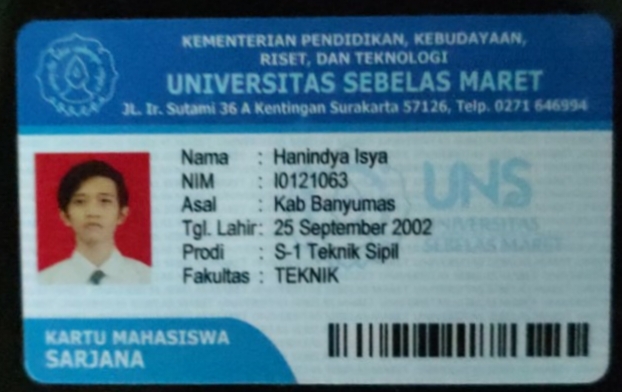 KEMENTERIAN PENDIDIKAN, KEBUDAYAAN,
RISET, DAN TEKNOLOGI
UNIVERSITAS SEBELAS MARET
JL. Ir. Sutami 36 A Kentingan Surakarta 57126, Telp. 0271 646994
Nama : Hanindya Isya
NIM : I0121063
Asal : Kab Banyumas
Tgl. Lahir: 25 September 2002
Prodi : S-1 Teknik Sipil
Fakultas : TEKNIK
UNS
UNIVERSITAS
SEBELAS MARET
KARTU MAHASISWA
SARJANA